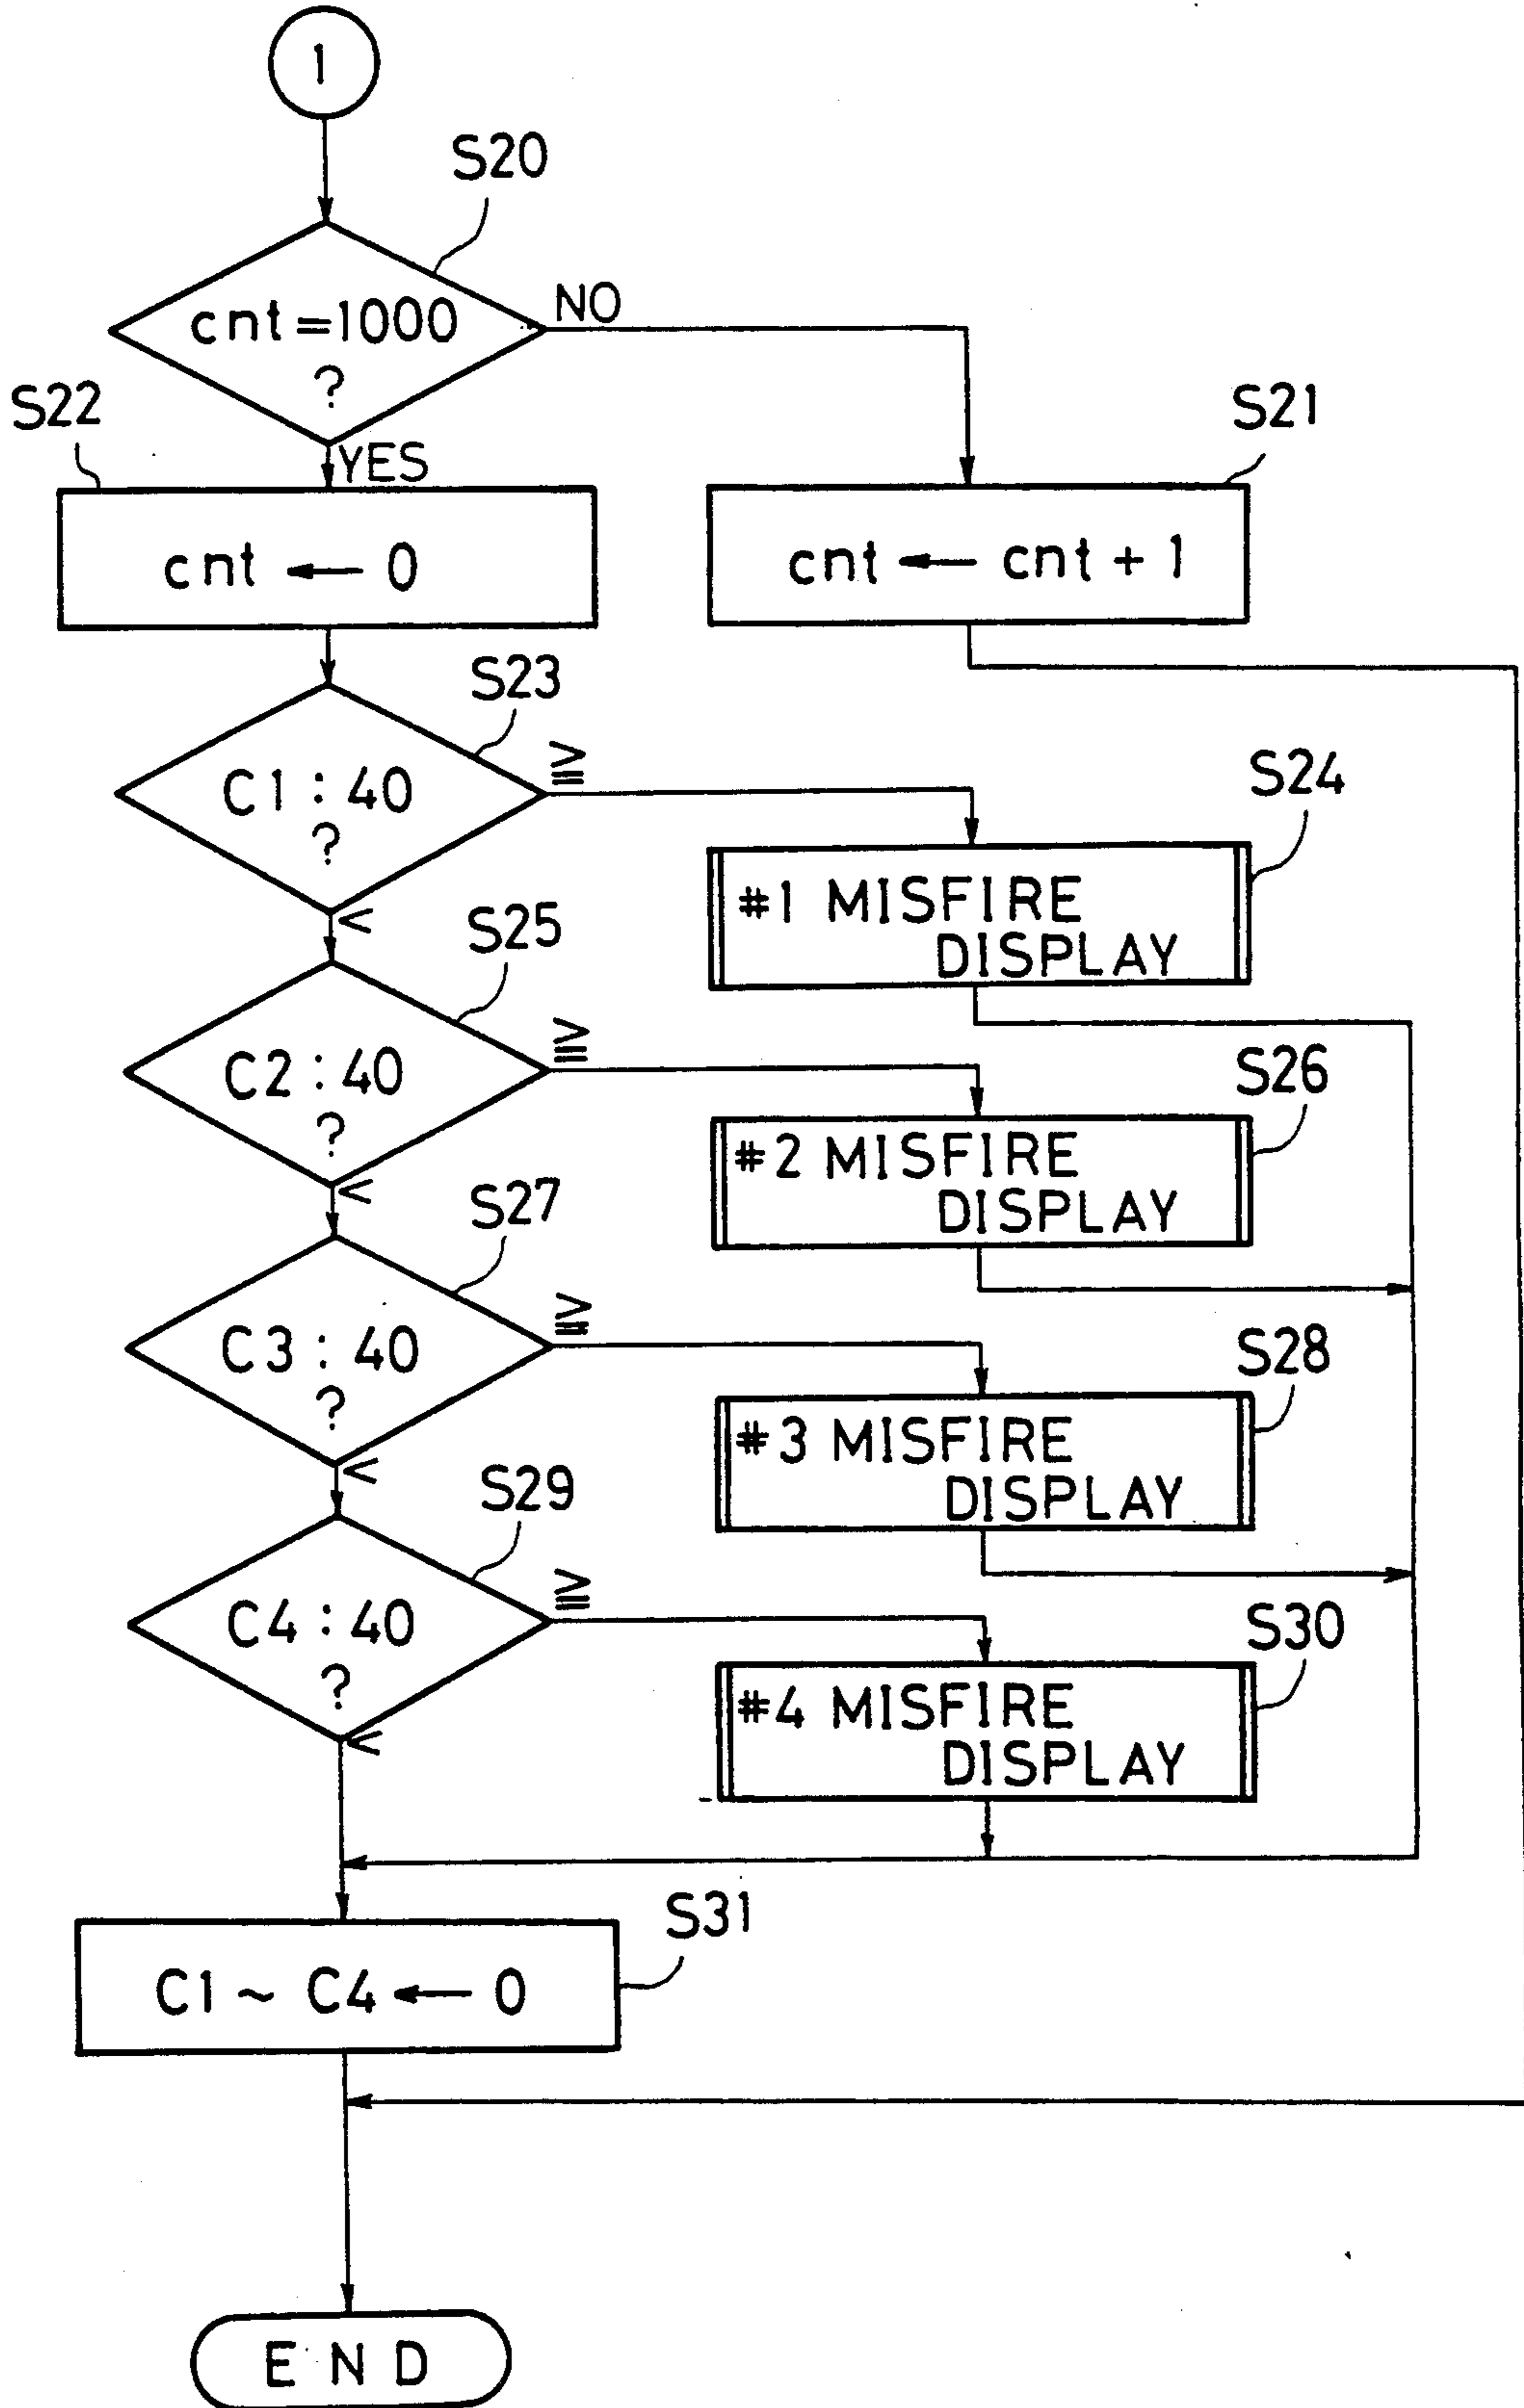 1
S20
cnt=1000
?
NO
YES
S22
cnt ← 0
S21
cnt ← cnt + 1
S23
C1 : 40
?
≧
<
S24
#1 MISFIRE
DISPLAY
S25
C2 : 40
?
≧
<
S26
#2 MISFIRE
DISPLAY
S27
C3 : 40
?
≧
<
S28
#3 MISFIRE
DISPLAY
S29
C4 : 40
?
≧
<
S30
#4 MISFIRE
DISPLAY
S31
C1 ~ C4 ← 0
END